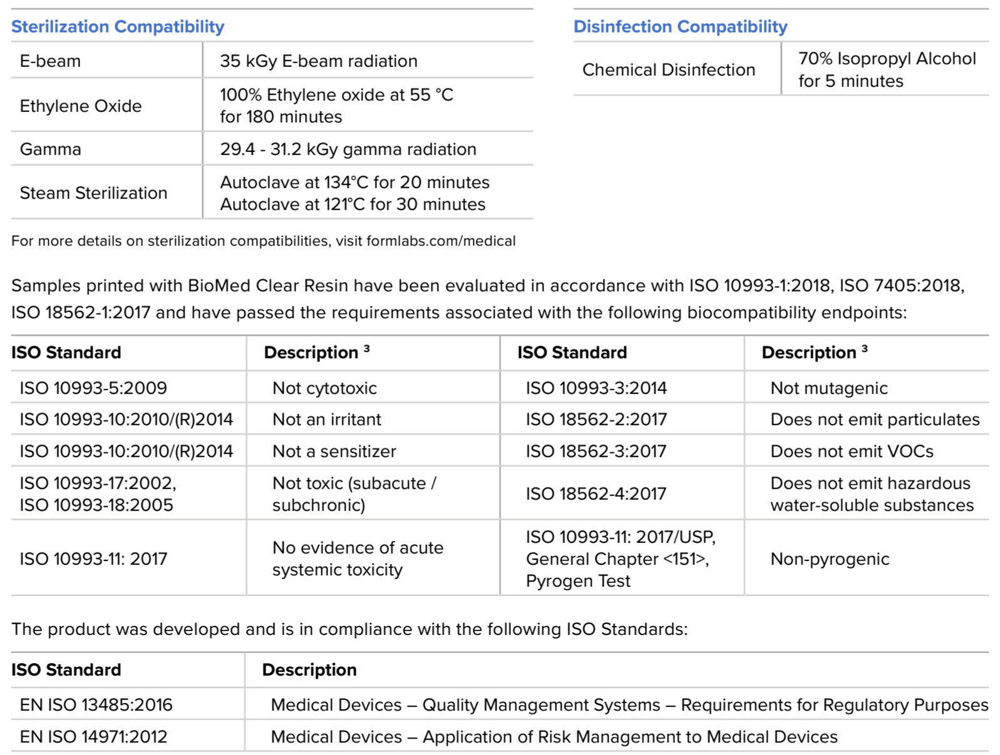 Sterilization Compatibility
E-beam
35 kGy E-beam radiation
Ethylene Oxide
100% Ethylene oxide at 55 °C
for 180 minutes
Gamma
29.4 - 31.2 kGy gamma radiation
Steam Sterilization
Autoclave at 134°C for 20 minutes
Autoclave at 121°C for 30 minutes
Disinfection Compatibility
Chemical Disinfection
70% Isopropyl Alcohol
for 5 minutes
For more details on sterilization compatibilities, visit formlabs.com/medical
Samples printed with BioMed Clear Resin have been evaluated in accordance with ISO 10993-1:2018, ISO 7405:2018,
ISO 18562-1:2017 and have passed the requirements associated with the following biocompatibility endpoints:
ISO Standard
Description ³
ISO Standard
Description ³
ISO 10993-5:2009
Not cytotoxic
ISO 10993-3:2014
Not mutagenic
ISO 10993-10:2010/(R)2014
Not an irritant
ISO 18562-2:2017
Does not emit particulates
ISO 10993-10:2010/(R)2014
Not a sensitizer
ISO 18562-3:2017
Does not emit VOCs
ISO 10993-17:2002,
ISO 10993-18:2005
Not toxic (subacute /
subchronic)
ISO 18562-4:2017
Does not emit hazardous
water-soluble substances
ISO 10993-11: 2017
No evidence of acute
systemic toxicity
ISO 10993-11: 2017/USP,
General Chapter <151>,
Pyrogen Test
Non-pyrogenic
The product was developed and is in compliance with the following ISO Standards:
ISO Standard
Description
EN ISO 13485:2016
Medical Devices – Quality Management Systems – Requirements for Regulatory Purposes
EN ISO 14971:2012
Medical Devices – Application of Risk Management to Medical Devices